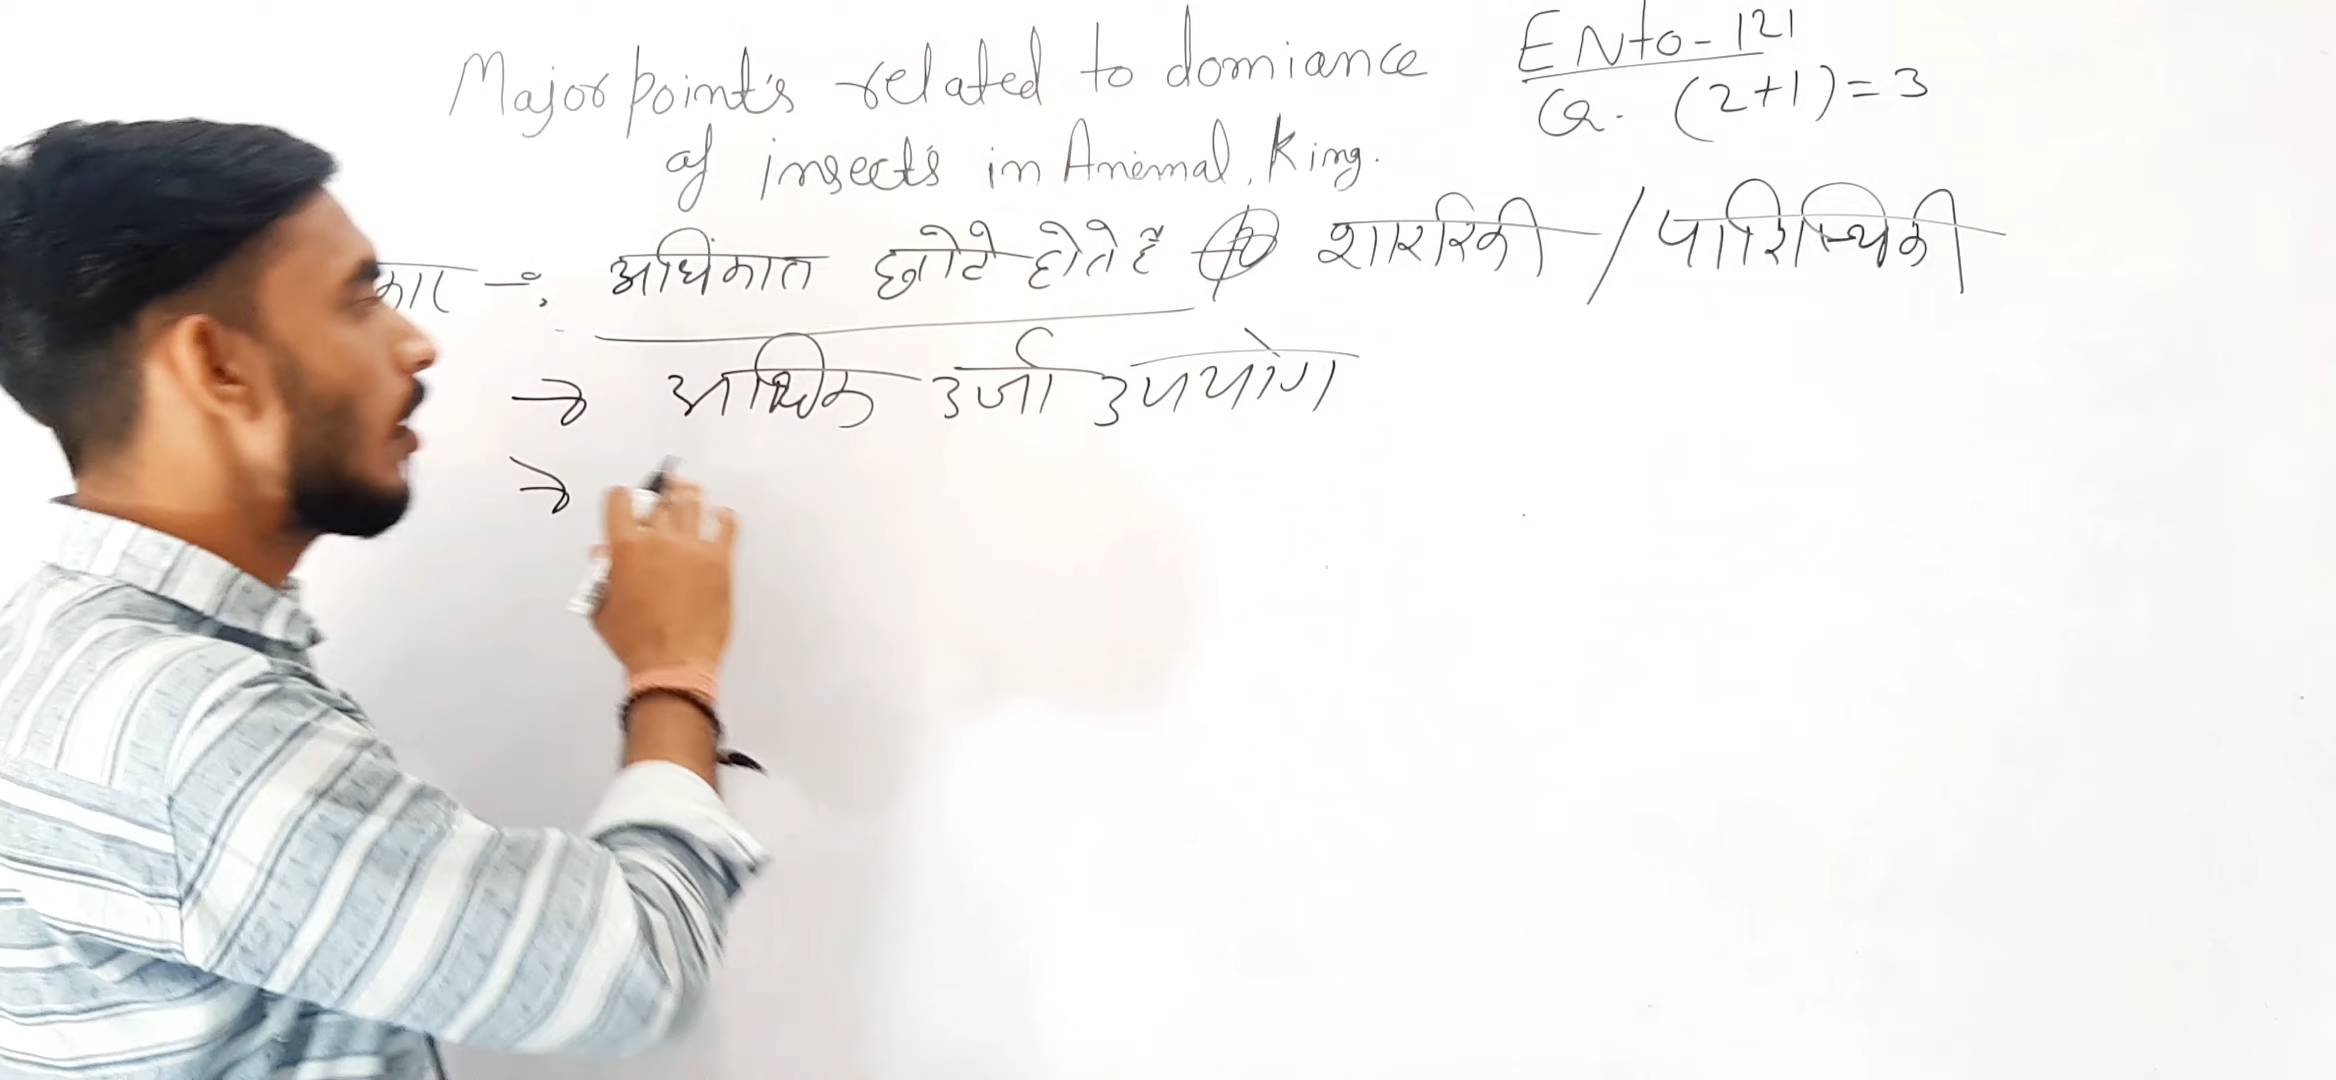 Major points related to domiance
of insects in Animal. King.
ENto-121
Q. (2+1)=3
कार -: अधिंकात छोटे होते हैं शाररिकी / पारिस्थिकी
→ अधिक उर्जा उपयोग
→